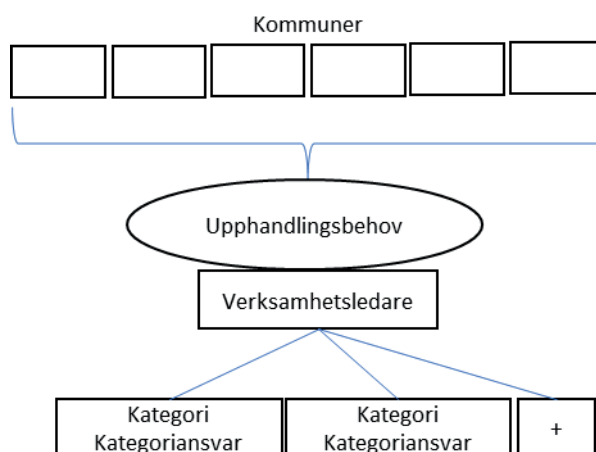 Kommuner
Upphandlingsbehov
Verksamhetsledare
Kategori
Kategoriansvar
Kategori
Kategoriansvar
+